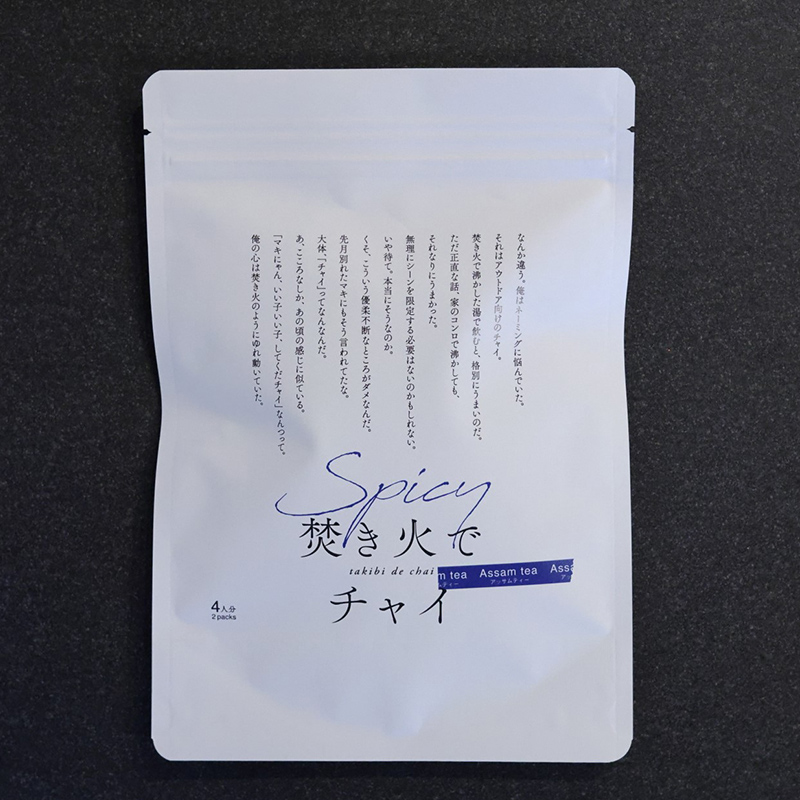 なんか違う。俺はネーミングに悩んでいた。
それはアウトドア向けのチャイ。
焚き火で沸かした湯で飲むと、格別にうまいのだ。
ただ正直な話、家のコンロで沸かしても、
それなりにうまかった。
無理にシーンを限定する必要はないのかもしれない。
いや待て。本当にそうなのか。
くそ、こういう優柔不断なところがダメなんだ。
先月別れたマキにもそう言われてたな。
大体「チャイ」ってなんなんだ。
あ、こころなしか、あの頃の感じに似ている。
「マキにゃん、いい子いい子、してくだチャイ」なんつって。
俺の心は焚き火のようにゆれ動いていた。
Spicy
焚き火で
takibi de chai
m tea Assam tea Assa
ムティー アッサムティー アッ
チャイ
4人分
2 packs